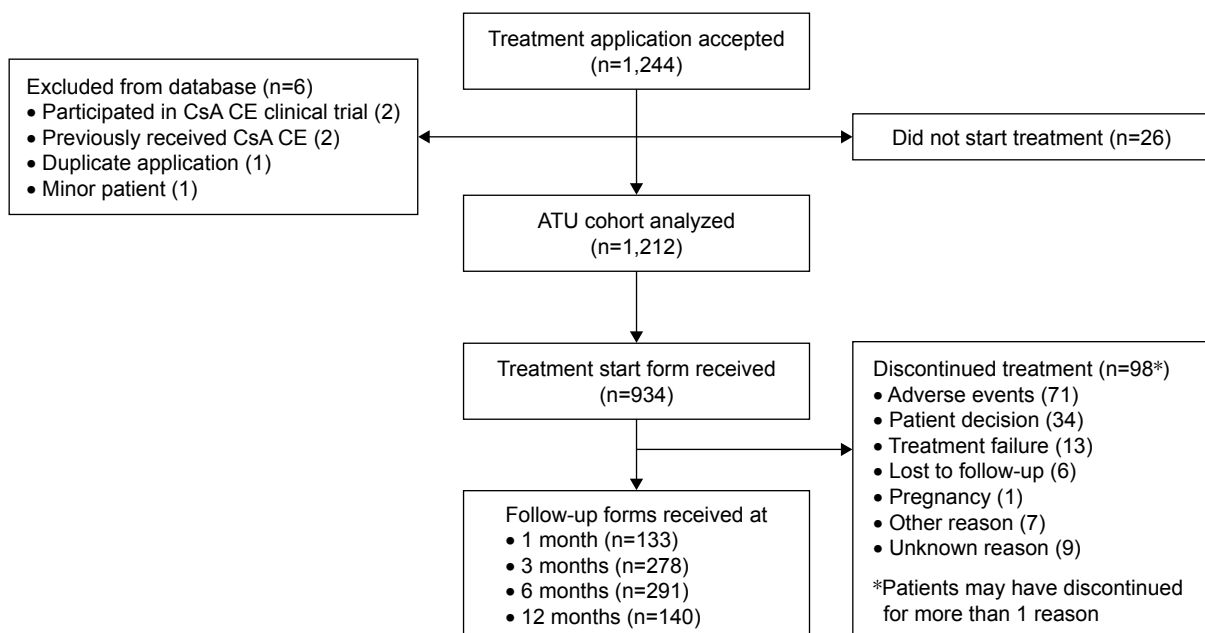 Treatment application accepted
(n=1,244)
Excluded from database (n=6)
• Participated in CsA CE clinical trial (2)
• Previously received CsA CE (2)
• Duplicate application (1)
• Minor patient (1)
Did not start treatment (n=26)
ATU cohort analyzed
(n=1,212)
Treatment start form received
(n=934)
Discontinued treatment (n=98*)
• Adverse events (71)
• Patient decision (34)
• Treatment failure (13)
• Lost to follow-up (6)
• Pregnancy (1)
• Other reason (7)
• Unknown reason (9)
*Patients may have discontinued
for more than 1 reason
Follow-up forms received at
• 1 month (n=133)
• 3 months (n=278)
• 6 months (n=291)
• 12 months (n=140)